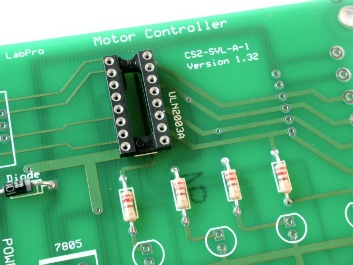 LabPro
Motor Controller
CS2-SVL-A-1
Version 1.32
ULN2003A
Diode
7805